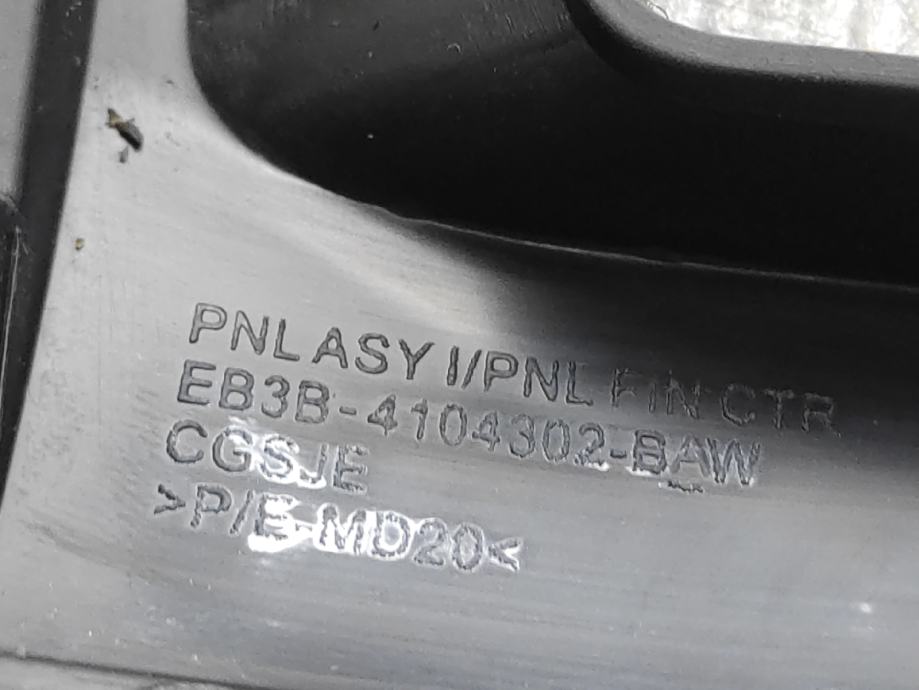 PNL ASY I/PNL FIN CTR
EB3B-4104302-BAW
CGSJE
>P/E-MD20<